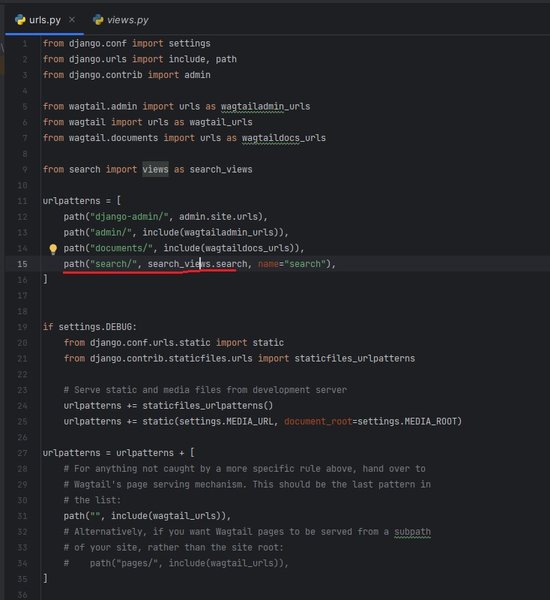 urls.py × views.py
1 from django.conf import settings
2 from django.urls import include, path
3 from django.contrib import admin
4
5 from wagtail.admin import urls as wagtailadmin_urls
6 from wagtail import urls as wagtail_urls
7 from wagtail.documents import urls as wagtaildocs_urls
8
9 from search import views as search_views
10
11 urlpatterns = [
12     path("django-admin/", admin.site.urls),
13     path("admin/", include(wagtailadmin_urls)),
14     path("documents/", include(wagtaildocs_urls)),
15     path("search/", search_views.search, name="search"),
16 ]
17
18
19 if settings.DEBUG:
20     from django.conf.urls.static import static
21     from django.contrib.staticfiles.urls import staticfiles_urlpatterns
22
23     # Serve static and media files from development server
24     urlpatterns += staticfiles_urlpatterns()
25     urlpatterns += static(settings.MEDIA_URL, document_root=settings.MEDIA_ROOT)
26
27 urlpatterns = urlpatterns + [
28     # For anything not caught by a more specific rule above, hand over to
29     # Wagtail's page serving mechanism. This should be the last pattern in
30     # the list:
31     path("", include(wagtail_urls)),
32     # Alternatively, if you want Wagtail pages to be served from a subpath
33     # of your site, rather than the site root:
34     #    path("pages/", include(wagtail_urls)),
35 ]
36